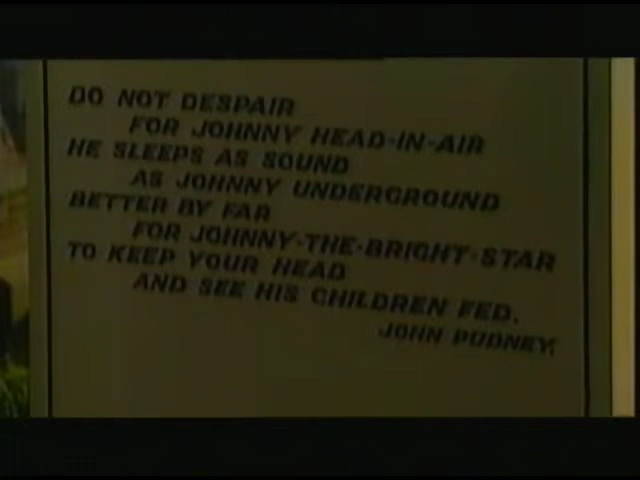 DO NOT DESPAIR
FOR JOHNNY HEAD-IN-AIR
HE SLEEPS AS SOUND
AS JOHNNY UNDERGROUND
BETTER BY FAR
FOR JOHNNY-THE-BRIGHT-STAR
TO KEEP YOUR HEAD
AND SEE HIS CHILDREN FED.
JOHN PUDNEY.